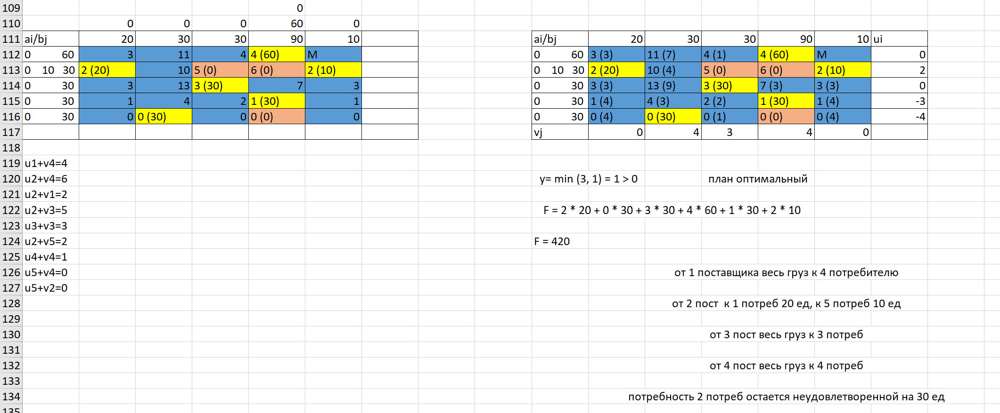 109 0
110 0 0 0 60 0
111 ai/bj 20 30 30 90 10 ai/bj 20 30 30 90 10 ui
112 0 60 3 11 4 4 (60) M 0 60 3 (3) 11 (7) 4 (1) 4 (60) M 0
113 0 10 30 2 (20) 10 5 (0) 6 (0) 2 (10) 0 10 30 2 (20) 10 (4) 5 (0) 6 (0) 2 (10) 2
114 0 30 3 13 3 (30) 7 3 0 30 3 (3) 13 (9) 3 (30) 7 (3) 3 (3) 0
115 0 30 1 4 2 1 (30) 1 0 30 1 (4) 4 (3) 2 (2) 1 (30) 1 (4) -3
116 0 30 0 0 (30) 0 0 (0) 0 0 30 0 (4) 0 (30) 0 (1) 0 (0) 0 (4) -4
117 vj 0 4 3 4 0
118
119 u1+v4=4
120 u2+v4=6 y= min (3, 1) = 1 > 0 план оптимальный
121 u2+v1=2
122 u2+v3=5 F = 2 * 20 + 0 * 30 + 3 * 30 + 4 * 60 + 1 * 30 + 2 * 10
123 u3+v3=3
124 u2+v5=2 F = 420
125 u4+v4=1
126 u5+v4=0 от 1 поставщика весь груз к 4 потребителю
127 u5+v2=0
128 от 2 пост к 1 потреб 20 ед, к 5 потреб 10 ед
129
130 от 3 пост весь груз к 3 потреб
131
132 от 4 пост весь груз к 4 потреб
133
134 потребность 2 потреб остается неудовлетворенной на 30 ед
135